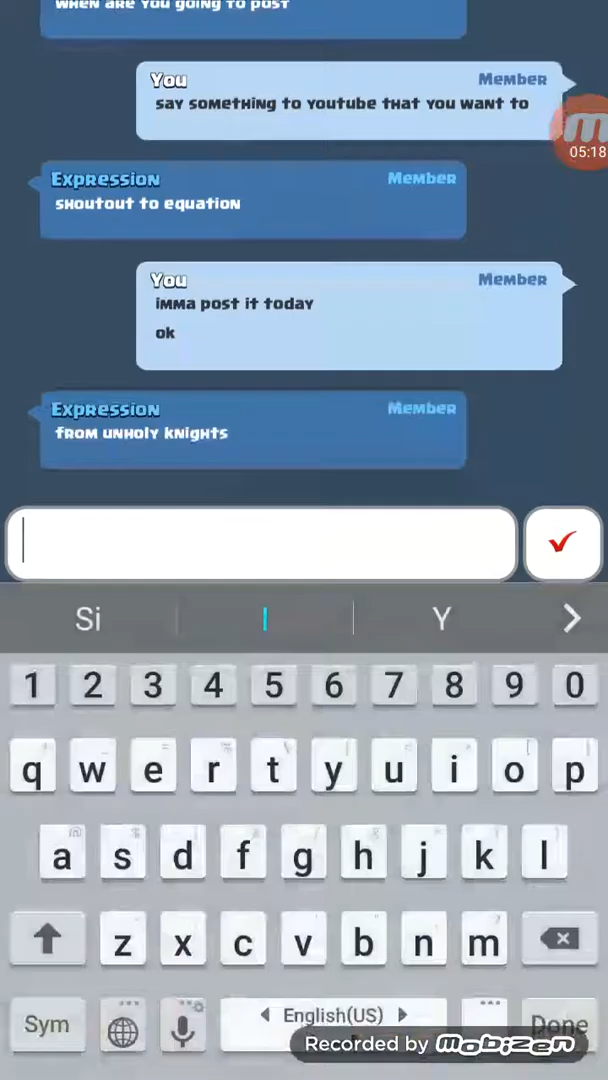 when are you going to post
You Member
say something to youtube that you want to
05:18
Expression Member
shoutout to equation
You Member
imma post it today
ok
Expression Member
from unholy knights
Si I Y
1 2 3 4 5 6 7 8 9 0
q w e r t y u i o p
a s d f g h j k l
z x c v b n m
Sym English(US) Done
Recorded by mobizen